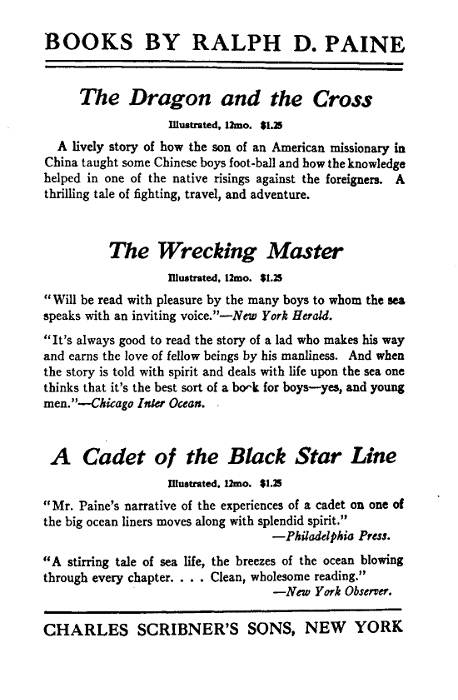 BOOKS BY RALPH D. PAINE
The Dragon and the Cross
Illustrated, 12mo. $1.25
A lively story of how the son of an American missionary in
China taught some Chinese boys foot-ball and how the knowledge
helped in one of the native risings against the foreigners. A
thrilling tale of fighting, travel, and adventure.
The Wrecking Master
Illustrated, 12mo. $1.25
"Will be read with pleasure by the many boys to whom the sea
speaks with an inviting voice."—New York Herald.
"It's always good to read the story of a lad who makes his way
and earns the love of fellow beings by his manliness. And when
the story is told with spirit and deals with life upon the sea one
thinks that it's the best sort of a book for boys—yes, and young
men."—Chicago Inter Ocean.
A Cadet of the Black Star Line
Illustrated, 12mo. $1.25
"Mr. Paine's narrative of the experiences of a cadet on one of
the big ocean liners moves along with splendid spirit."
—Philadelphia Press.
"A stirring tale of sea life, the breezes of the ocean blowing
through every chapter. . . . Clean, wholesome reading."
—New York Observer.
CHARLES SCRIBNER'S SONS, NEW YORK